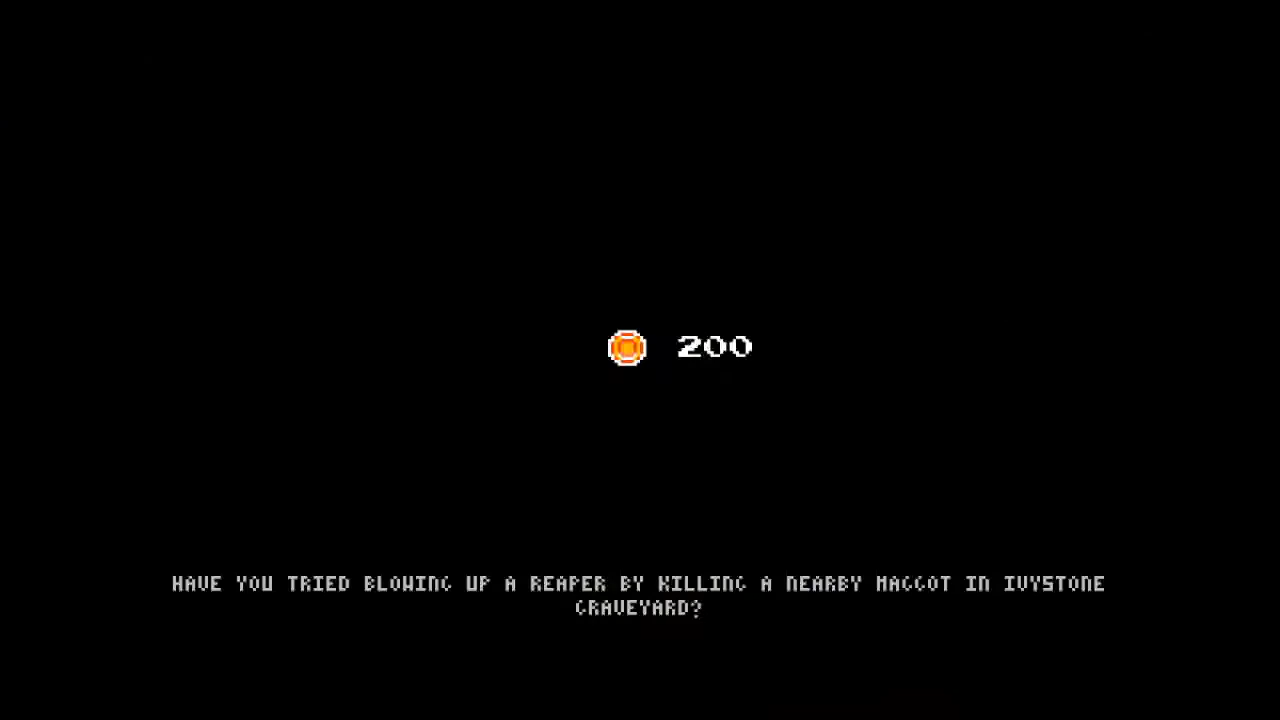 200
HAVE YOU TRIED BLOWING UP A REAPER BY KILLING A NEARBY MAGGOT IN IVYSTONE
GRAVEYARD?